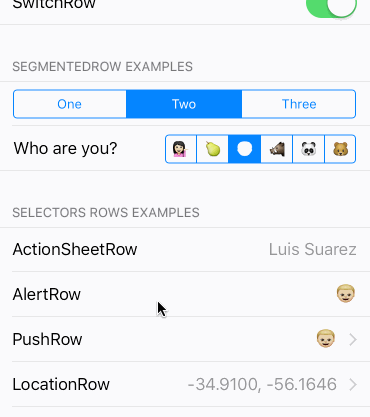 SwitchRow
SEGMENTEDROW EXAMPLES
One Two Three
Who are you?
SELECTORS ROWS EXAMPLES
ActionSheetRow Luis Suarez
AlertRow
PushRow
LocationRow -34.9100, -56.1646